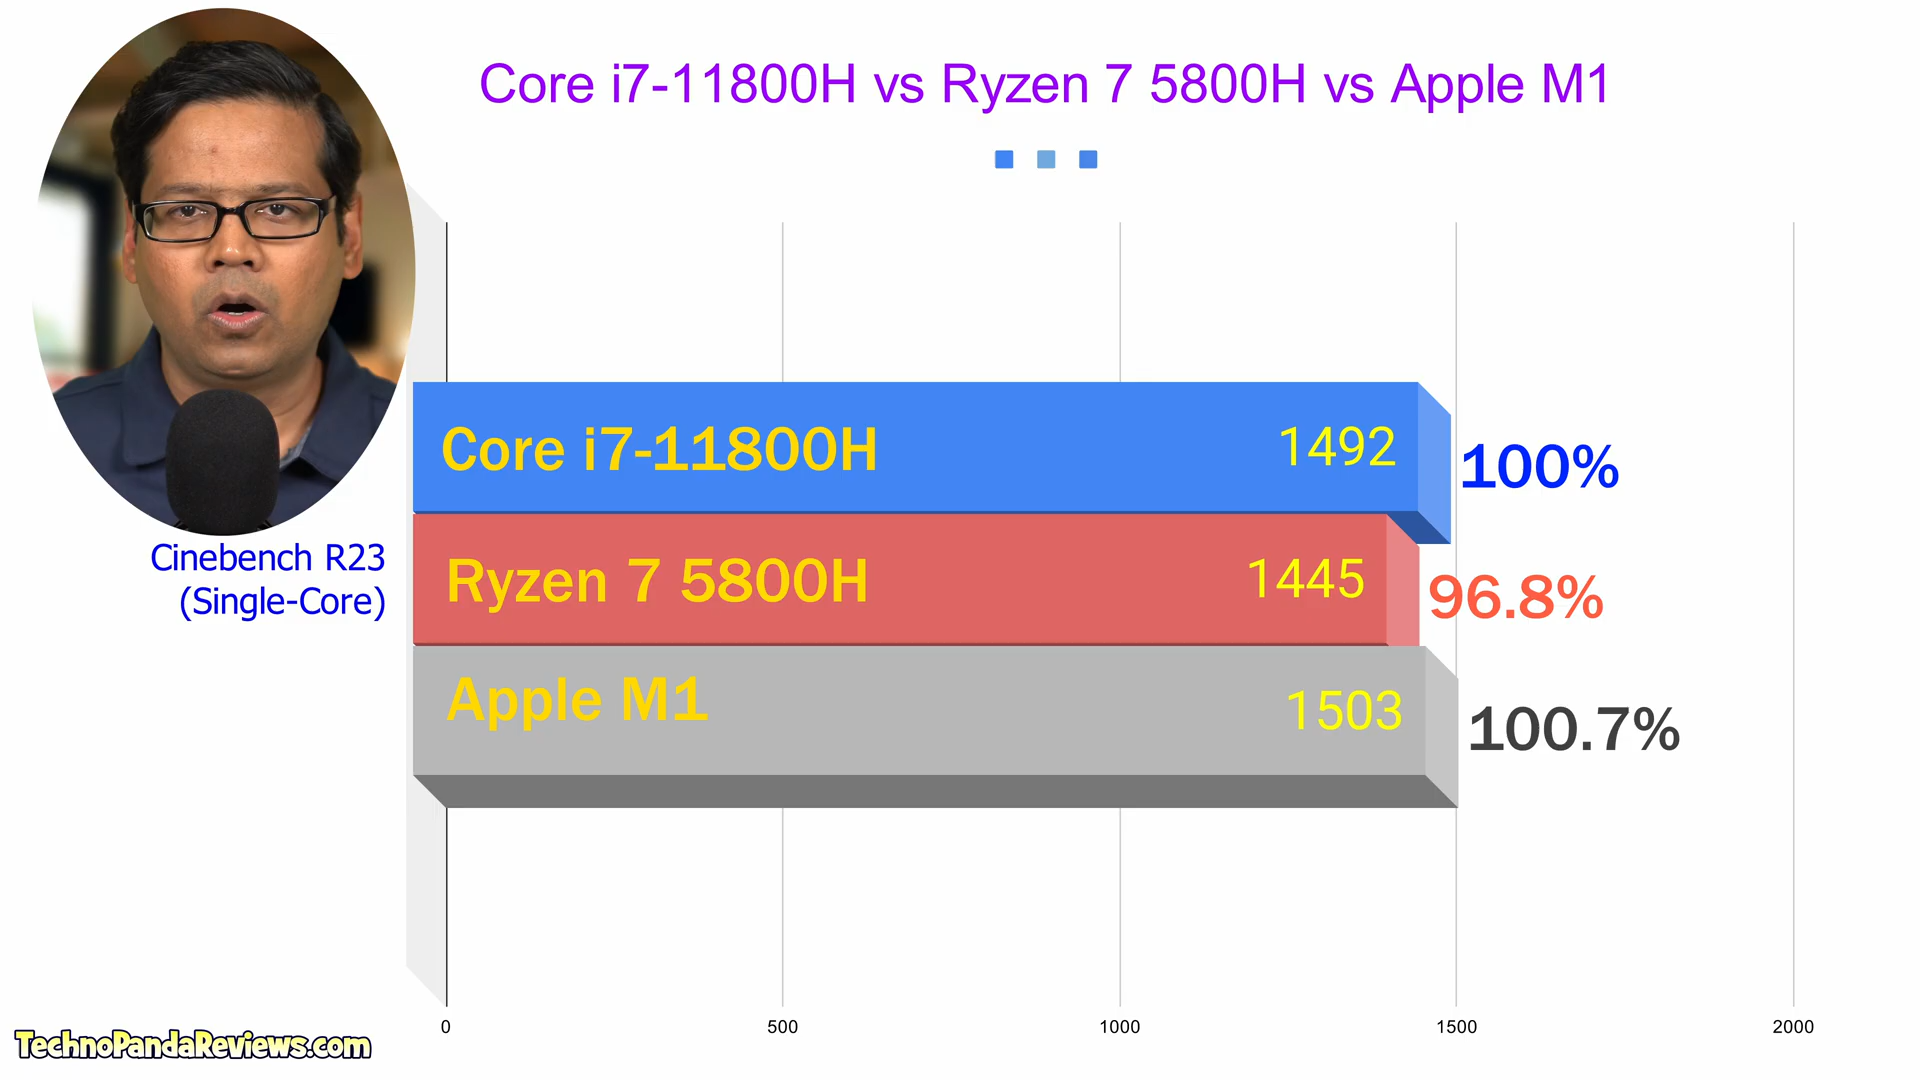 Core i7-11800H vs Ryzen 7 5800H vs Apple M1
Core i7-11800H 1492 100%
Cinebench R23
(Single-Core)
Ryzen 7 5800H 1445 96.8%
Apple M1 1503 100.7%
0 500 1000 1500 2000
TechnoPandaReviews.com